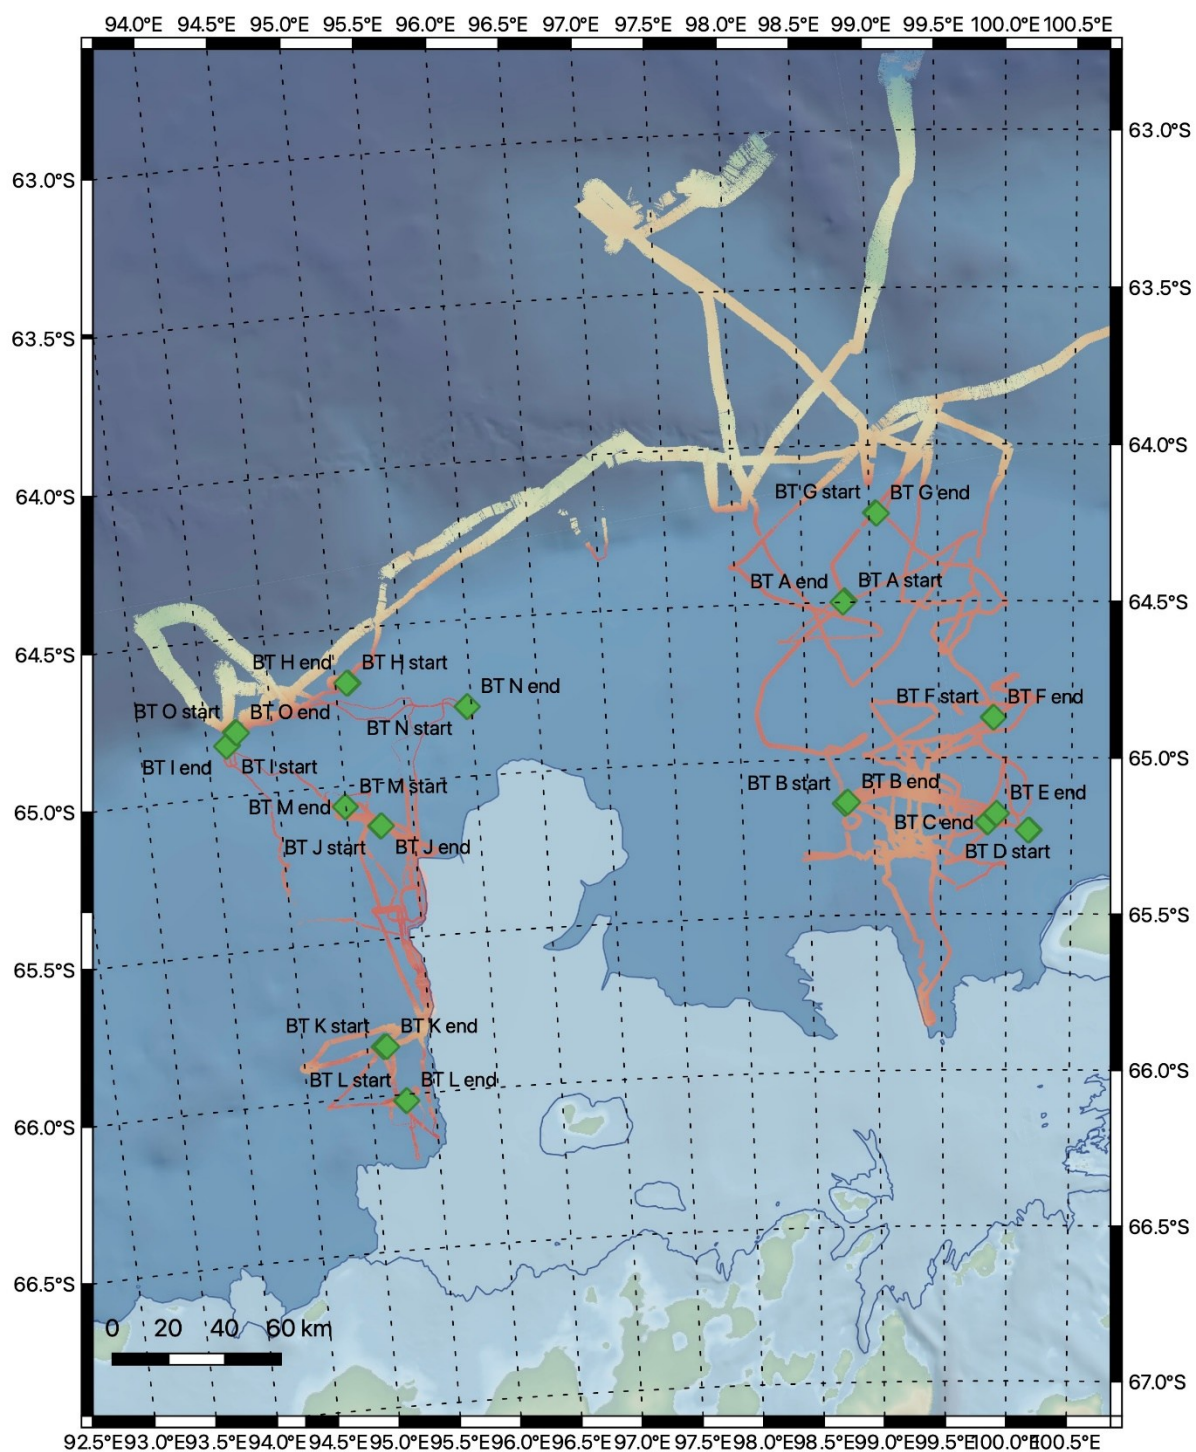 94.0°E 94.5°E 95.0°E 95.5°E 96.0°E 96.5°E 97.0°E 97.5°E 98.0°E 98.5°E 99.0°E 99.5°E 100.0°E 100.5°E
63.0°S
63.0°S
63.5°S
63.5°S
64.0°S
64.0°S
BT G start BT G end
BT A end BT A start
64.5°S
64.5°S
BT H end BT H start
BT N end
BT F start BT F end
BT O start BT O end
BT N start
65.0°S
BT I end BT I start
BT M start
BT B start BT B end
BT E end
BT M end
65.0°S
BT C end
BT J start BT J end
BT D start
65.5°S
65.5°S
BT K start BT K end
66.0°S
BT L start BT L end
66.0°S
66.5°S
66.5°S
0 20 40 60 km
67.0°S
92.5°E 93.0°E 93.5°E 94.0°E 94.5°E 95.0°E 95.5°E 96.0°E 96.5°E 97.0°E 97.5°E 98.0°E 98.5°E 99.0°E 99.5°E